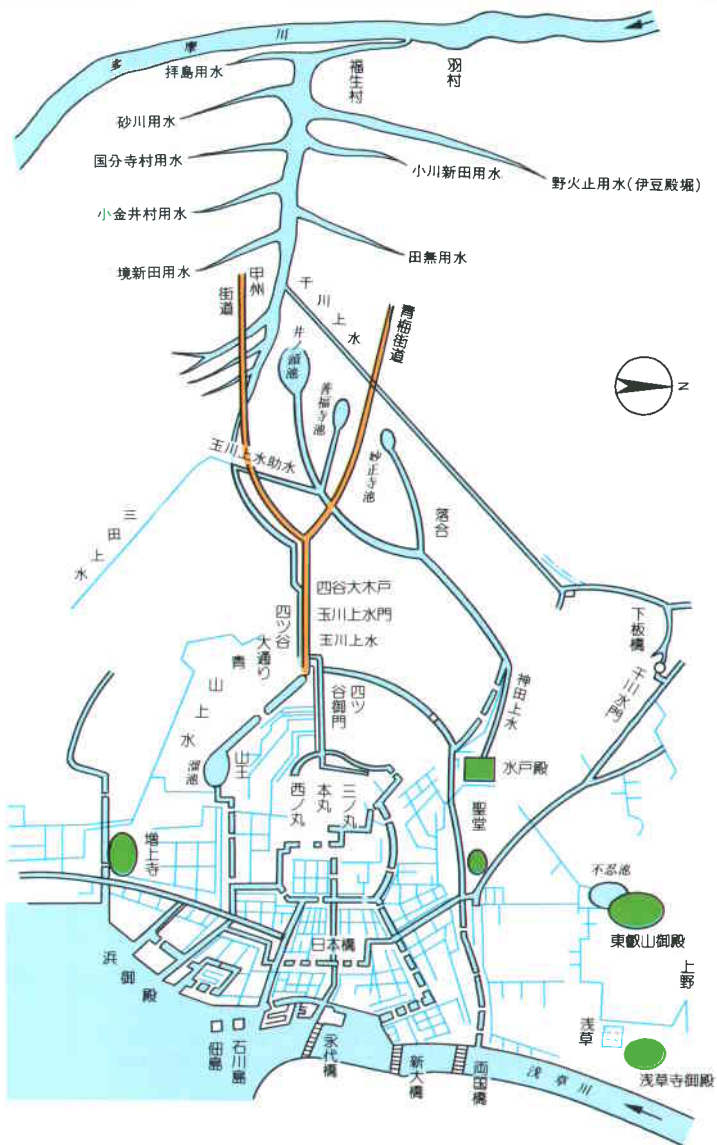 多摩川
羽村
福生村
拝島用水
砂川用水
国分寺村用水
小川新田用水
野火止用水(伊豆殿堀)
小金井村用水
田無用水
境新田用水
甲州
街道
千川上水
青梅街道
井ノ頭池
善福寺池
妙正寺池
N
玉川上水助水
三田上水
落合
四谷大木戸
玉川上水門
玉川上水
四ツ谷
大通り
青山上水
下板橋
千川水門
神田上水
四ツ
谷御門
溜池
山王
水戸殿
西ノ丸
本丸
三ノ丸
聖堂
増上寺
不忍池
東叡山御殿
上野
日本橋
浜御殿
浅草
浅草寺御殿
佃島
石川島
永代橋
新大橋
両国橋
浅草川